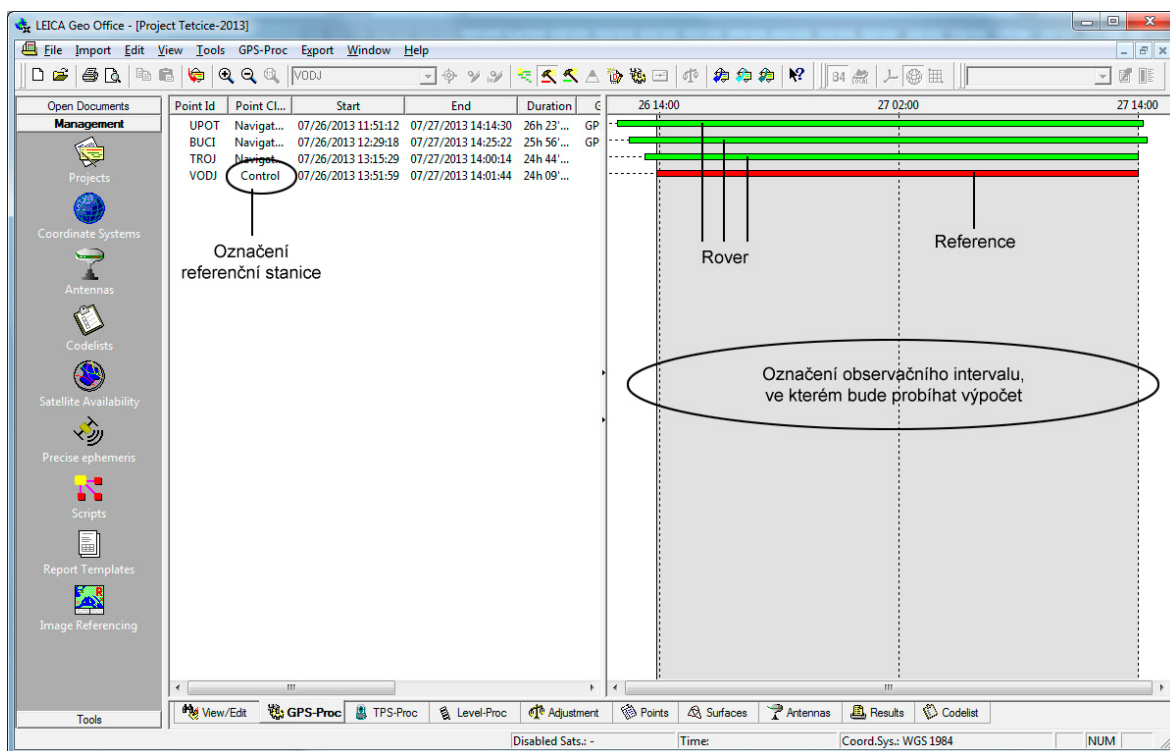 LEICA Geo Office - [Project Tetcice-2013]
File Import Edit View Tools GPS-Proc Export Window Help
VODJ
34
Open Documents
Management
Projects
Coordinate Systems
Antennas
Codelists
Satellite Availability
Precise ephemeris
Scripts
Report Templates
Image Referencing
Tools
Point Id Point Cl... Start End Duration G
UPOT Navigat... 07/26/2013 11:51:12 07/27/2013 14:14:30 26h 23'... GP
BUCI Navigat... 07/26/2013 12:29:18 07/27/2013 14:25:22 25h 56'... GP
TROJ Navigat... 07/26/2013 13:15:29 07/27/2013 14:00:14 24h 44'...
VODJ Control 07/26/2013 13:51:59 07/27/2013 14:01:44 24h 09'...
Označení
referenční stanice
26 14:00 27 02:00 27 14:00
Rover
Reference
Označení observačního intervalu,
ve kterém bude probíhat výpočet
View/Edit GPS-Proc TPS-Proc Level-Proc Adjustment Points Surfaces Antennas Results Codelist
Disabled Sats.: - Time: Coord.Sys.: WGS 1984 NUM